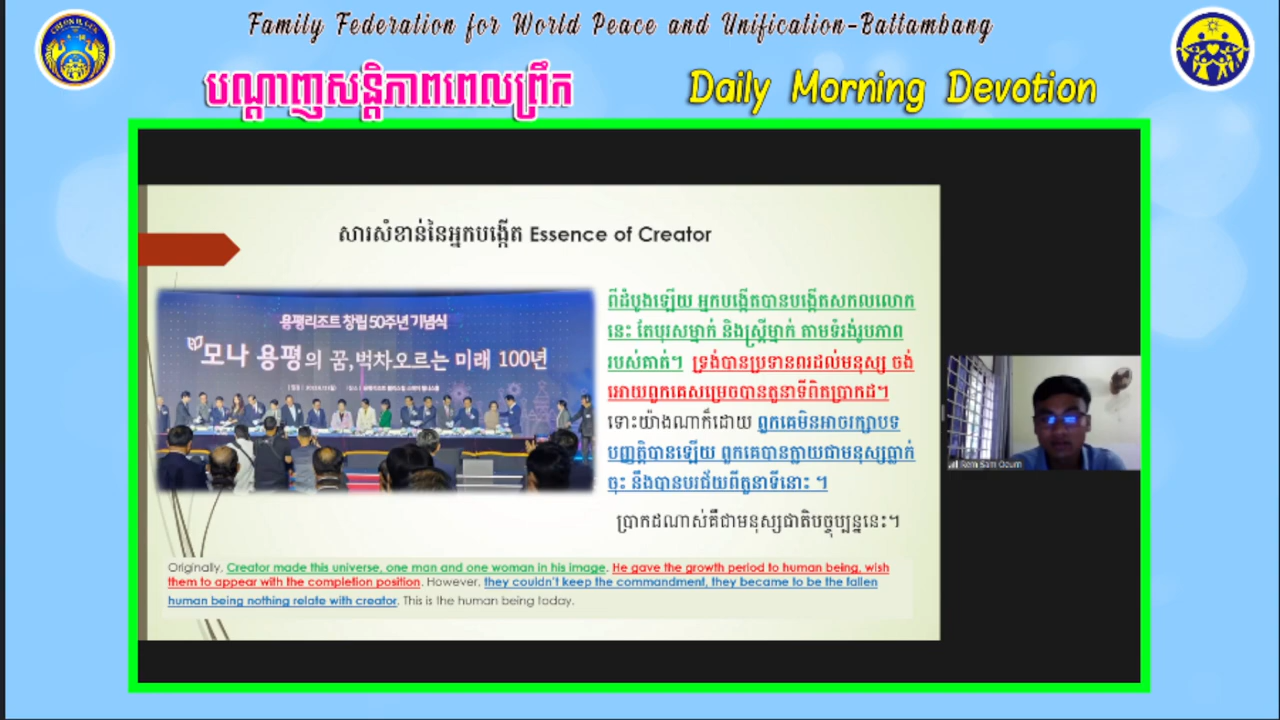 Family Federation for World Peace and Unification-Battambang
បណ្តាញសន្តិភាពពេលព្រឹក
Daily Morning Devotion
សារសំខាន់នៃអ្នកបង្កើត Essence of Creator
용평리조트 창립 50주년 기념식
모나 용평의 꿈, 벅차오르는 미래 100년
ពីដំបូងឡើយ អ្នកបង្កើតបានបង្កើតសកលលោក
នេះ តែបុរសម្នាក់ និងស្ត្រីម្នាក់ តាមទំរង់រូបភាព
របស់គាត់។ ទ្រង់បានប្រទានពរដល់មនុស្ស ចង់
អោយពួកគេសម្រេចបានតួនាទីពិតប្រាកដ។
ទោះយ៉ាងណាក៏ដោយ ពួកគេមិនអាចរក្សាបទ
បញ្ញត្តិបានឡើយ ពួកគេបានក្លាយជាមនុស្សធ្លាក់
ចុះ នឹងបានបរជ័យពីតួនាទីនោះ ។
ប្រាកដណាស់គឺជាមនុស្សជាតិបច្ចុប្បន្ននេះ។
Originally, Creator made this universe, one man and one woman in his image. He gave the growth period to human being, wish
them to appear with the completion position. However, they couldn't keep the commandment, they became to be the fallen
human being nothing relate with creator. This is the human being today.
Rem Sam Oeurn